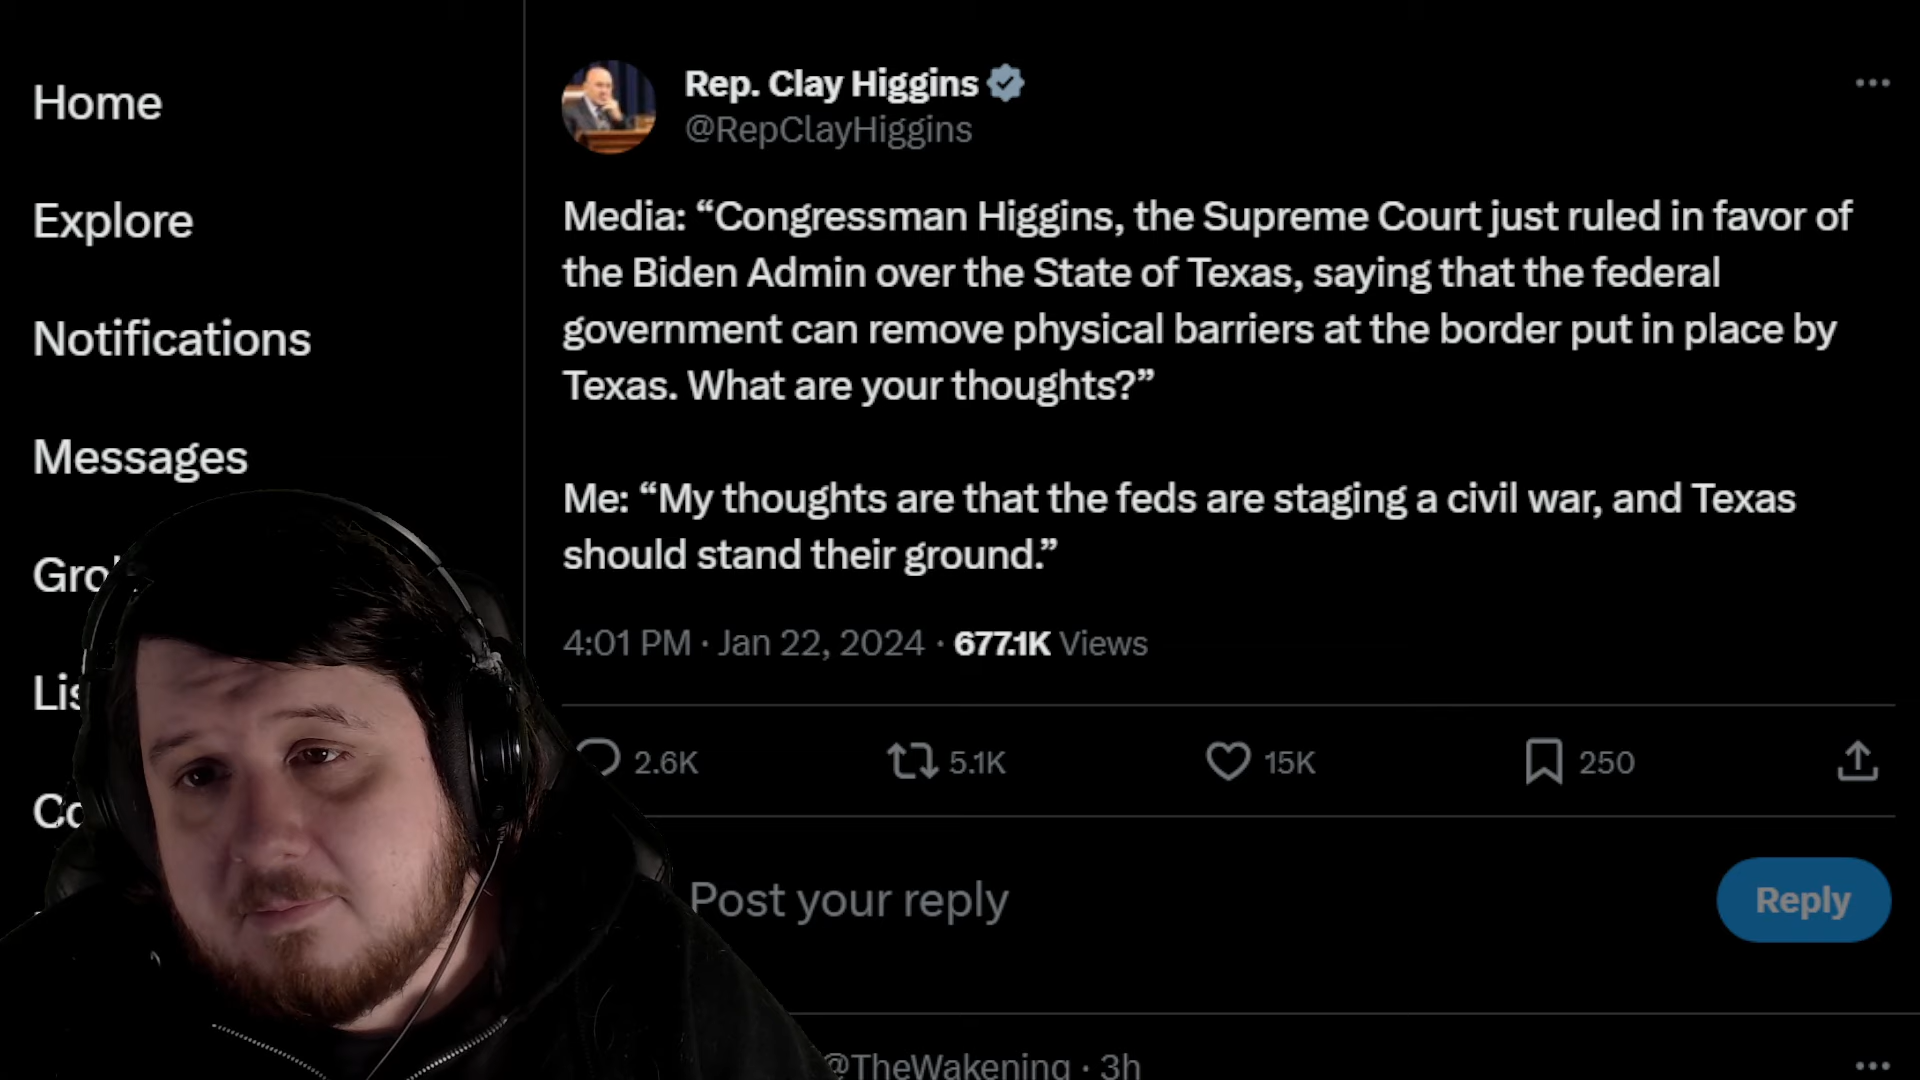 Home
Explore
Notifications
Messages
Rep. Clay Higgins
@RepClayHiggins
Media: “Congressman Higgins, the Supreme Court just ruled in favor of
the Biden Admin over the State of Texas, saying that the federal
government can remove physical barriers at the border put in place by
Texas. What are your thoughts?”
Me: “My thoughts are that the feds are staging a civil war, and Texas
should stand their ground.”
4:01 PM · Jan 22, 2024 · 677.1K Views
2.6K 5.1K 15K 250
Post your reply
Reply
@TheWakening · 3h